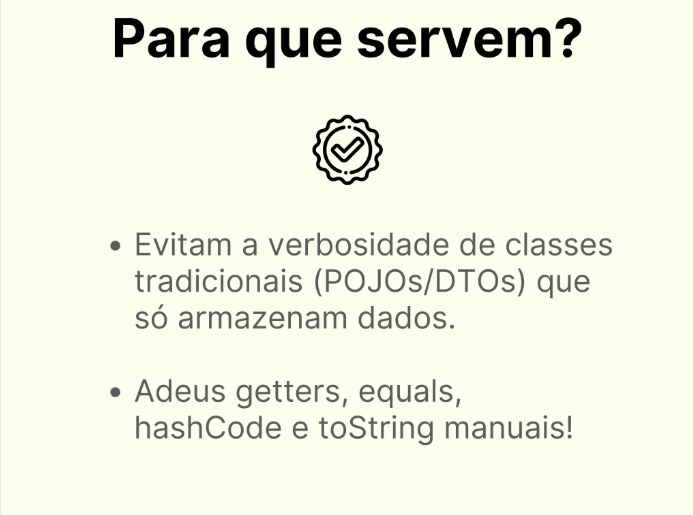 Para que servem?
• Evitam a verbosidade de classes
tradicionais (POJOs/DTOs) que
só armazenam dados.
• Adeus getters, equals,
hashCode e toString manuais!